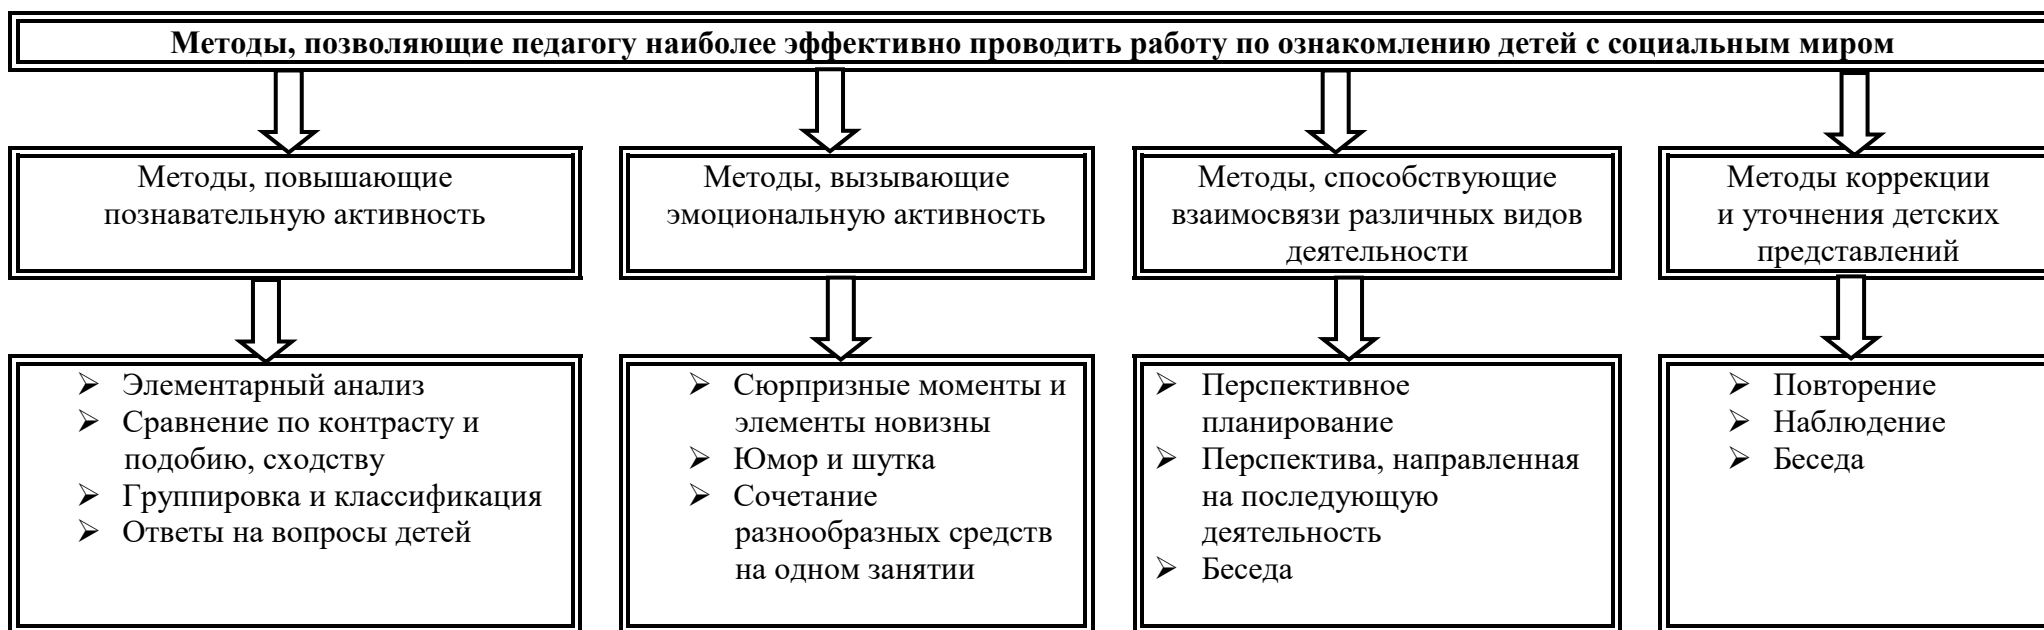 Методы, позволяющие педагогу наиболее эффективно проводить работу по ознакомлению детей с социальным миром
Методы, повышающие
познавательную активность
Методы, вызывающие
эмоциональную активность
Методы, способствующие
взаимосвязи различных видов
деятельности
Методы коррекции
и уточнения детских
представлений
➢ Элементарный анализ
➢ Сравнение по контрасту и
подобию, сходству
➢ Группировка и классификация
➢ Ответы на вопросы детей
➢ Сюрпризные моменты и
элементы новизны
➢ Юмор и шутка
➢ Сочетание
разнообразных средств
на одном занятии
➢ Перспективное
планирование
➢ Перспектива, направленная
на последующую
деятельность
➢ Беседа
➢ Повторение
➢ Наблюдение
➢ Беседа